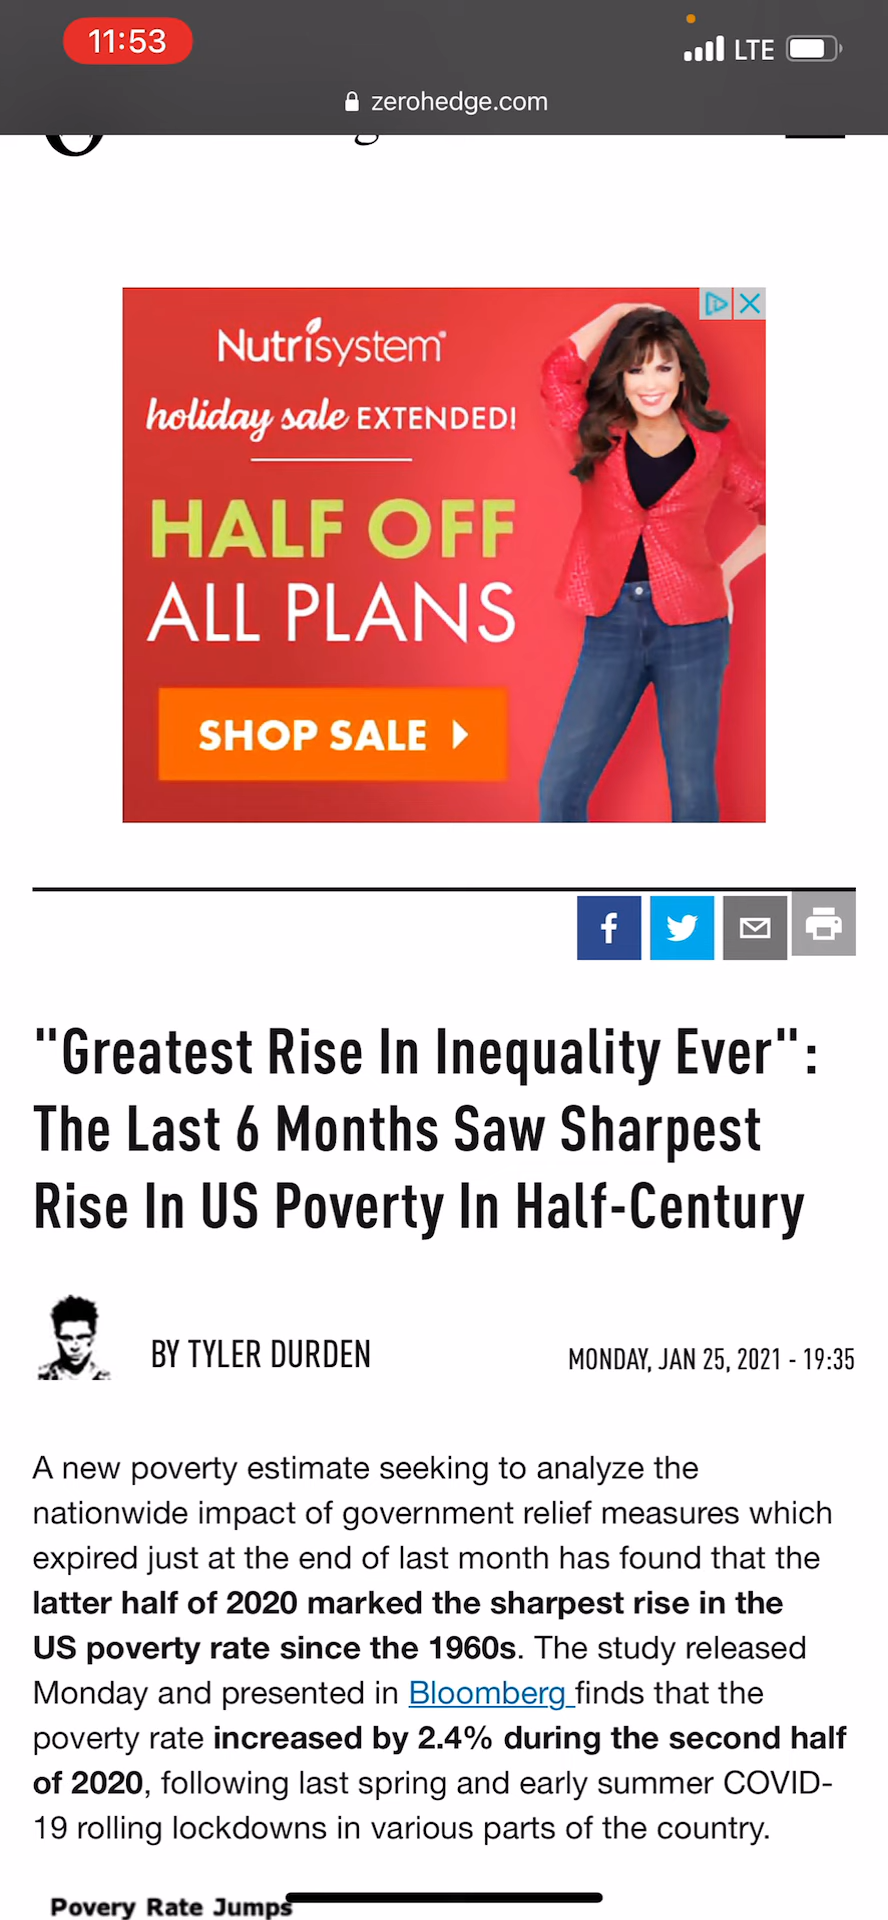 11:53
LTE
zerohedge.com
Nutrisystem®
holiday sale EXTENDED!
HALF OFF
ALL PLANS
SHOP SALE
"Greatest Rise In Inequality Ever":
The Last 6 Months Saw Sharpest
Rise In US Poverty In Half-Century
BY TYLER DURDEN
MONDAY, JAN 25, 2021 - 19:35
A new poverty estimate seeking to analyze the
nationwide impact of government relief measures which
expired just at the end of last month has found that the
latter half of 2020 marked the sharpest rise in the
US poverty rate since the 1960s. The study released
Monday and presented in Bloomberg finds that the
poverty rate increased by 2.4% during the second half
of 2020, following last spring and early summer COVID-
19 rolling lockdowns in various parts of the country.
Povery Rate Jumps